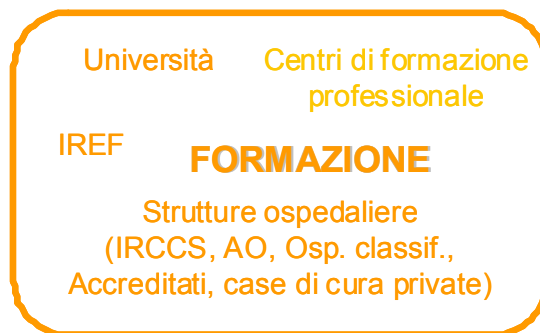 Università
Centri di formazione
professionale
IREF
FORMAZIONE
Strutture ospedaliere
(IRCCS, AO, Osp. classif.,
Accreditati, case di cura private)